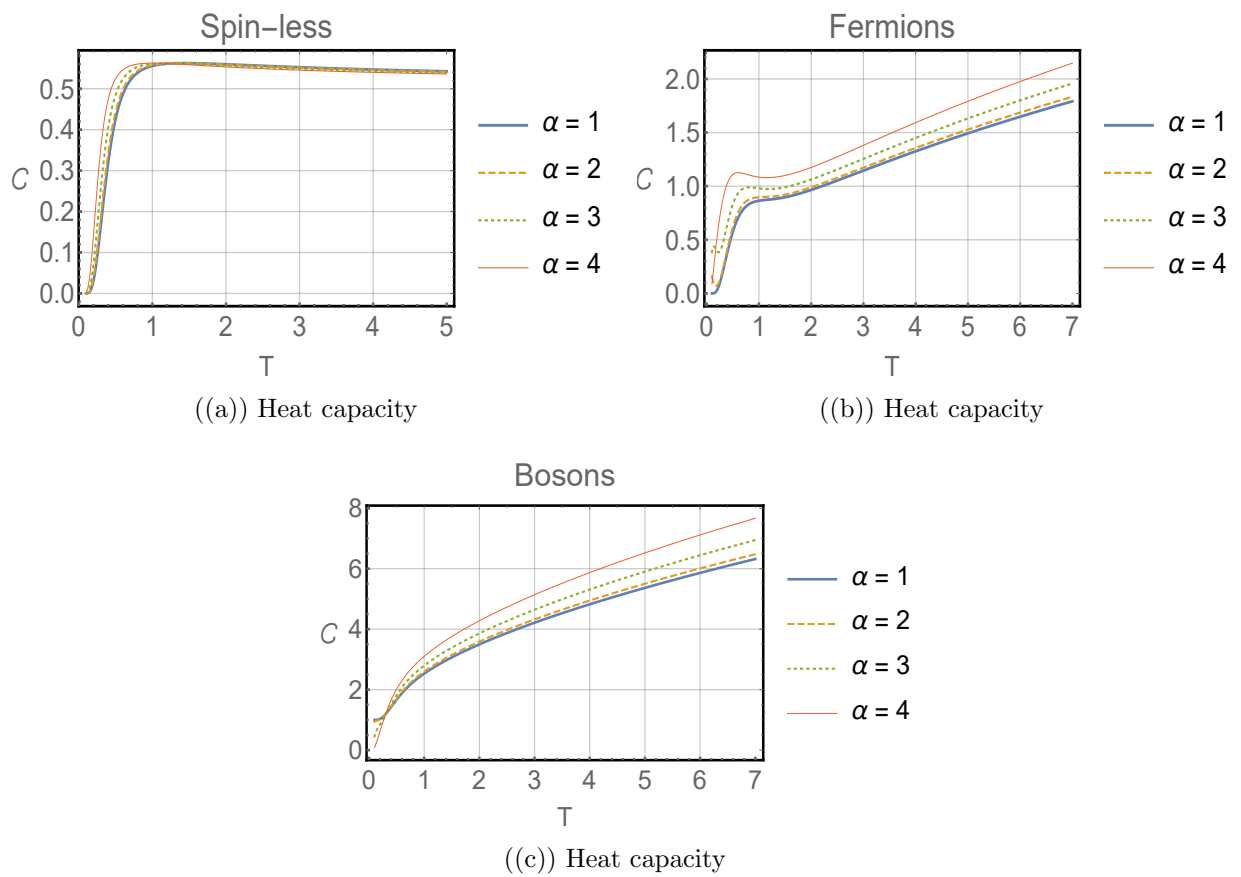 Spin-less
C
0.5
0.4
0.3
0.2
0.1
0.0
0 1 2 3 4 5
T
α = 1
α = 2
α = 3
α = 4
((a)) Heat capacity
Fermions
C
2.0
1.5
1.0
0.5
0.0
0 1 2 3 4 5 6 7
T
α = 1
α = 2
α = 3
α = 4
((b)) Heat capacity
Bosons
C
8
6
4
2
0
0 1 2 3 4 5 6 7
T
α = 1
α = 2
α = 3
α = 4
((c)) Heat capacity